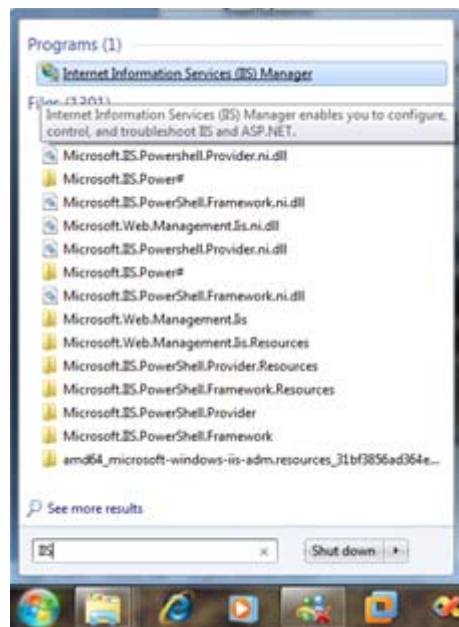 Programs (1)
Internet Information Services (IIS) Manager
Files (1301)
Internet Information Services (IIS) Manager enables you to configure,
control, and troubleshoot IIS and ASP.NET.
Microsoft.IIS.Powershell.Provider.ni.dll
Microsoft.IIS.Power#
Microsoft.IIS.PowerShell.Framework.ni.dll
Microsoft.Web.Management.Iis.ni.dll
Microsoft.IIS.Powershell.Provider.ni.dll
Microsoft.IIS.Power#
Microsoft.IIS.PowerShell.Framework.ni.dll
Microsoft.Web.Management.Iis
Microsoft.Web.Management.Iis.Resources
Microsoft.IIS.PowerShell.Provider.Resources
Microsoft.IIS.PowerShell.Framework.Resources
Microsoft.IIS.PowerShell.Provider
Microsoft.IIS.PowerShell.Framework
amd64_microsoft-windows-iis-adm.resources_31bf3856ad364e...
See more results
IIS
Shut down